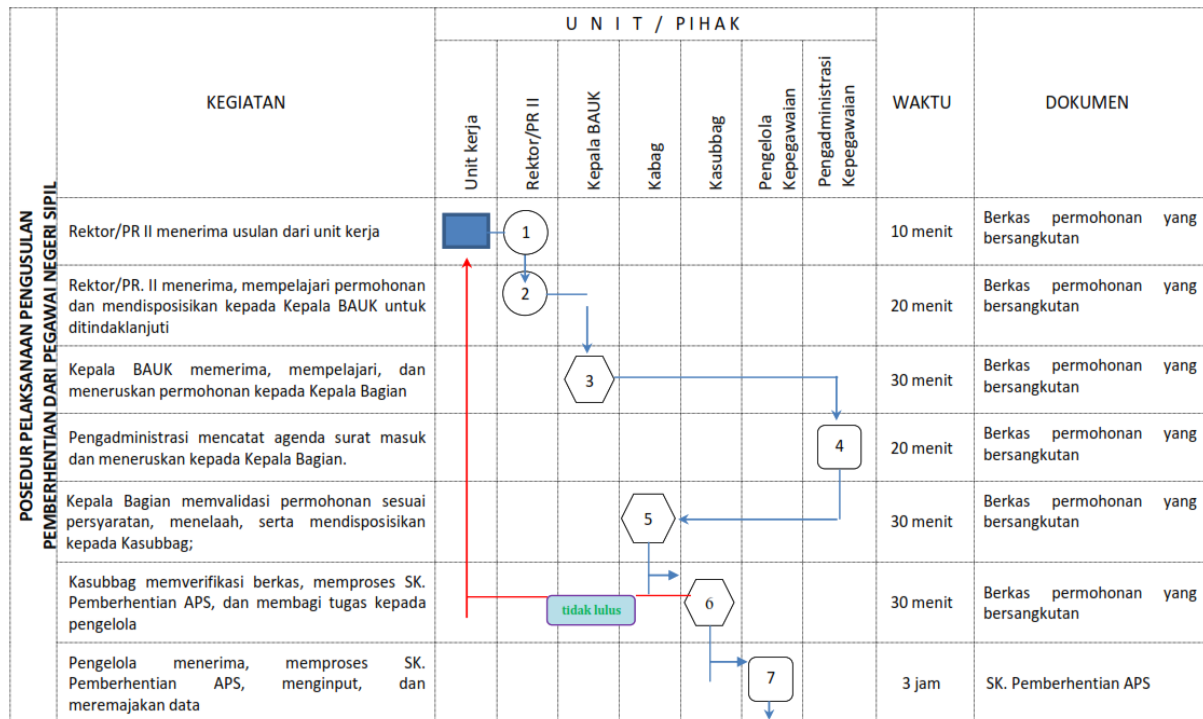 POSEDUR PELAKSANAAN PENGUSULAN
PEMBERHENTIAN DARI PEGAWAI NEGERI SIPIL
KEGIATAN
U N I T / PIHAK
Unit kerja
Rektor/PR II
Kepala BAUK
Kabag
Kasubbag
Pengelola
Kepegawaian
Pengadministrasi
Kepegawaian
WAKTU
DOKUMEN
Rektor/PR II menerima usulan dari unit kerja
1
10 menit
Berkas permohonan yang
bersangkutan
Rektor/PR. II menerima, mempelajari permohonan
dan mendisposisikan kepada Kepala BAUK untuk
ditindaklanjuti
2
20 menit
Berkas permohonan yang
bersangkutan
Kepala BAUK memerima, mempelajari, dan
meneruskan permohonan kepada Kepala Bagian
3
30 menit
Berkas permohonan yang
bersangkutan
Pengadministrasi mencatat agenda surat masuk
dan meneruskan kepada Kepala Bagian.
4
20 menit
Berkas permohonan yang
bersangkutan
Kepala Bagian memvalidasi permohonan sesuai
persyaratan, menelaah, serta mendisposisikan
kepada Kasubbag;
5
30 menit
Berkas permohonan yang
bersangkutan
Kasubbag memverifikasi berkas, memproses SK.
Pemberhentian APS, dan membagi tugas kepada
pengelola
tidak lulus
6
30 menit
Berkas permohonan yang
bersangkutan
Pengelola menerima, memproses SK.
Pemberhentian APS, menginput, dan
meremajakan data
7
3 jam
SK. Pemberhentian APS